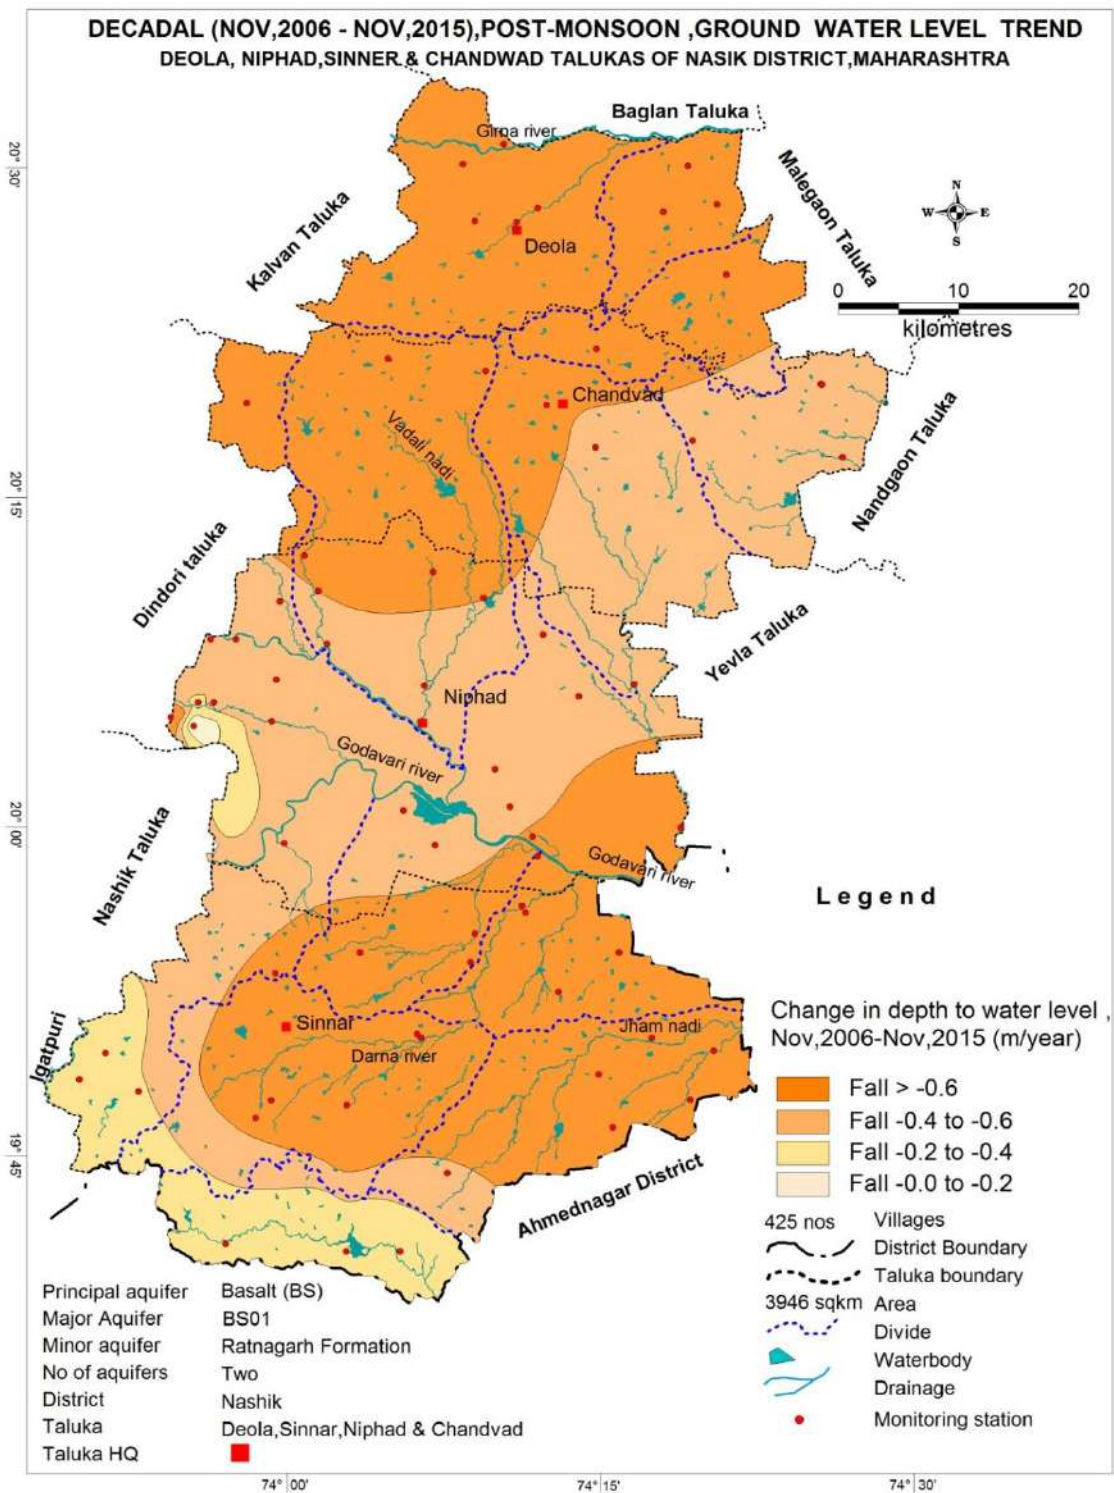 DECADAL (NOV,2006 - NOV,2015),POST-MONSOON ,GROUND WATER LEVEL TREND
DEOLA, NIPHAD,SINNER & CHANDWAD TALUKAS OF NASIK DISTRICT,MAHARASHTRA
Baglan Taluka
Girna river
20° 30'
Malegaon Taluka
N
W E
S
Kalvan Taluka
Deola
0 10 20
kilometres
Chandvad
Vadali nadi
Nandgaon Taluka
20° 15'
Dindori taluka
Yevla Taluka
Niphad
Godavari river
20° 00'
Nashik Taluka
Godavari river
Legend
Change in depth to water level ,
Nov,2006-Nov,2015 (m/year)
Sinnar
Jham nadi
Darna river
Igatpuri
Fall > -0.6
Fall -0.4 to -0.6
Fall -0.2 to -0.4
Fall -0.0 to -0.2
19° 45'
Ahmednagar District
425 nos Villages
District Boundary
Taluka boundary
3946 sqkm Area
Divide
Waterbody
Drainage
Monitoring station
Principal aquifer Basalt (BS)
Major Aquifer BS01
Minor aquifer Ratnagarh Formation
No of aquifers Two
District Nashik
Taluka Deola,Sinnar,Niphad & Chandvad
Taluka HQ
74° 00' 74° 15' 74° 30'